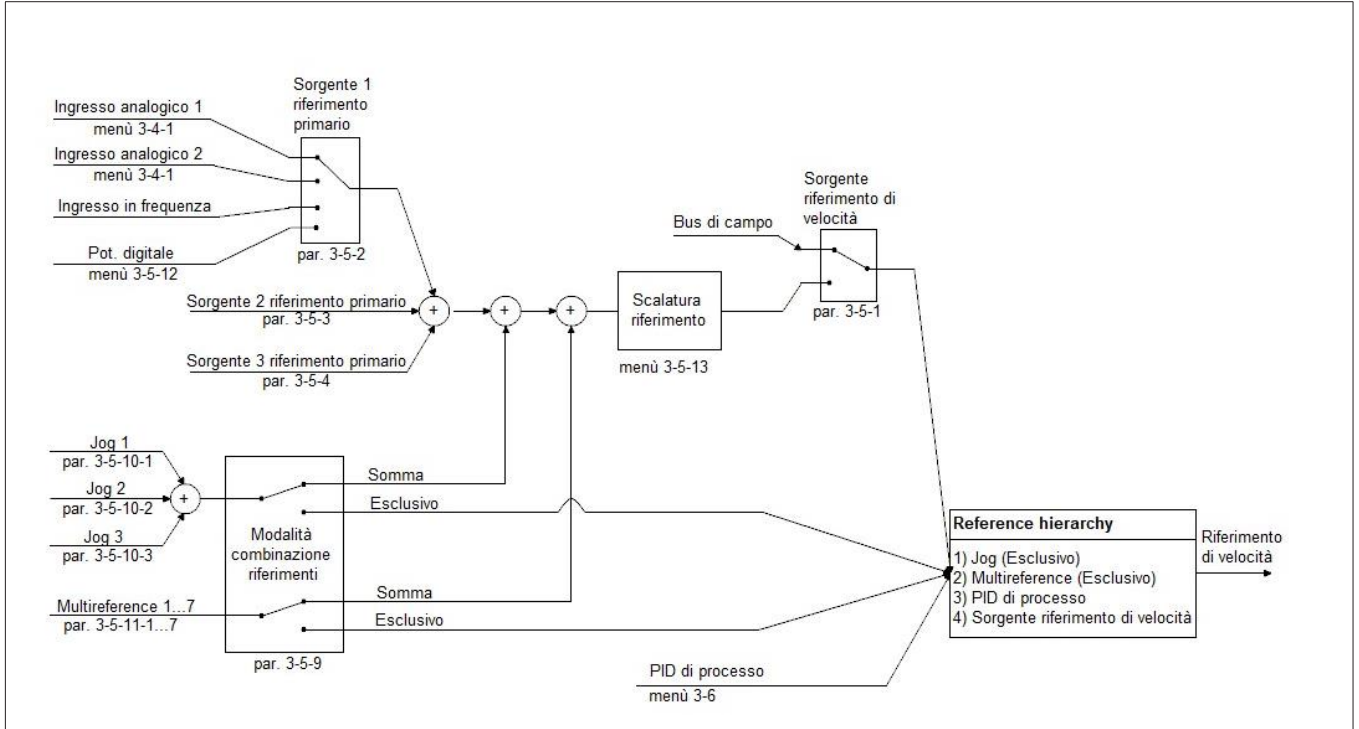 Sorgente 1
riferimento
primario
Ingresso analogico 1
menù 3-4-1
Ingresso analogico 2
menù 3-4-1
Ingresso in frequenza
Pot. digitale
menù 3-5-12
par. 3-5-2
Sorgente 2 riferimento primario
par. 3-5-3
Sorgente 3 riferimento primario
par. 3-5-4
+
+
+
Scalatura
riferimento
menù 3-5-13
Sorgente
riferimento di
velocità
Bus di campo
par. 3-5-1
Jog 1
par. 3-5-10-1
Jog 2
par. 3-5-10-2
Jog 3
par. 3-5-10-3
+
Multireference 1...7
par. 3-5-11-1...7
Modalità
combinazione
riferimenti
par. 3-5-9
Somma
Esclusivo
Somma
Esclusivo
PID di processo
menù 3-6
Reference hierarchy
1) Jog (Esclusivo)
2) Multireference (Esclusivo)
3) PID di processo
4) Sorgente riferimento di velocità
Riferimento
di velocità